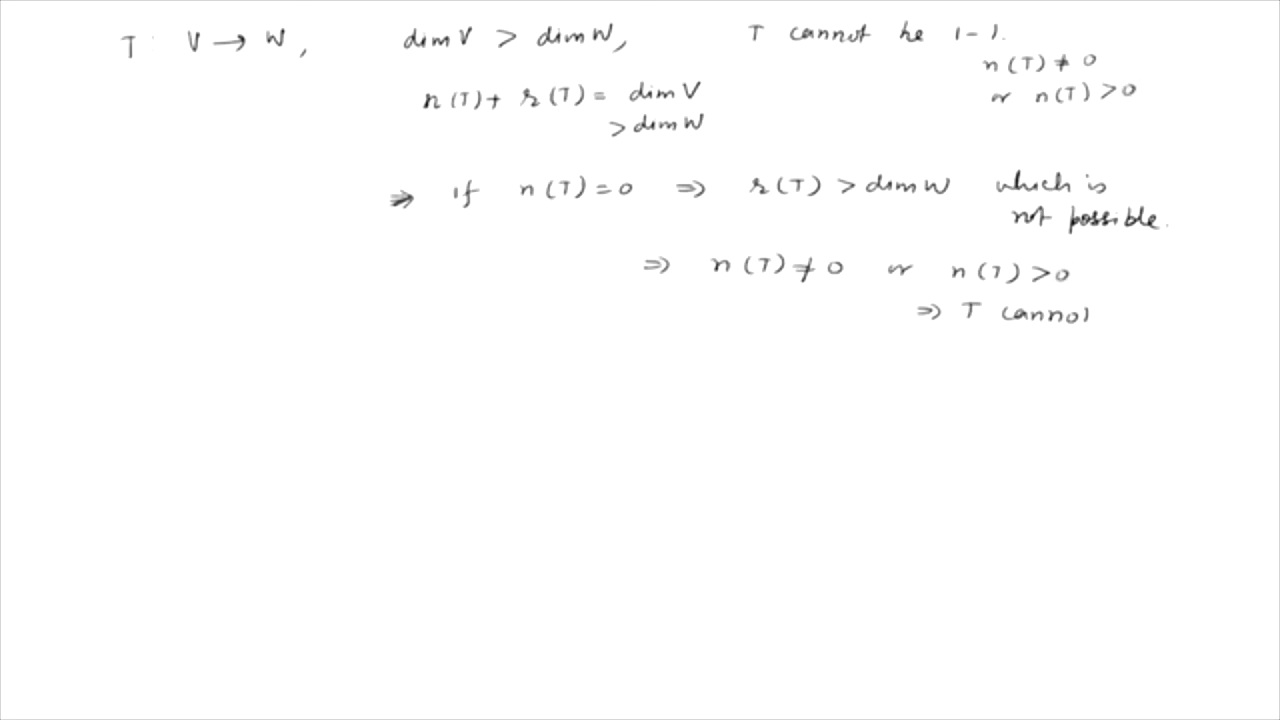 T V → W, dim V > dim W, T cannot be 1-1.
n(T) ≠ 0
or n(T) > 0
n(T) + r(T) = dim V
> dim W
⇒ if n(T) = 0 ⇒ r(T) > dim W which is
not possible.
⇒ n(T) ≠ 0 or n(T) > 0
⇒ T cannot